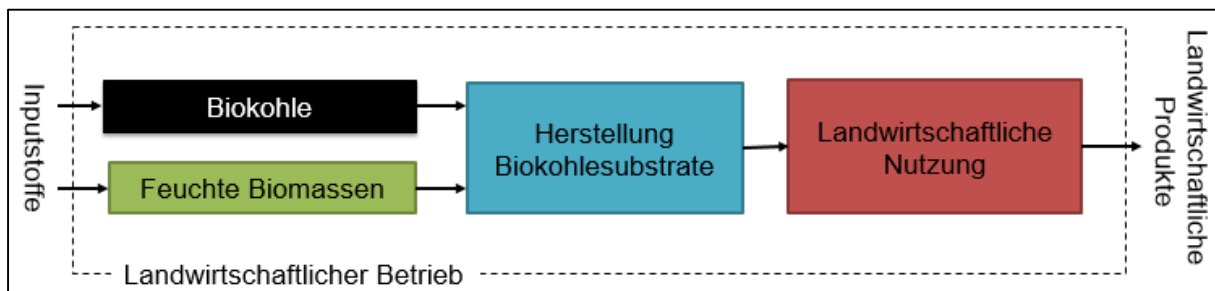 Inputstoffe
Biokohle
Feuchte Biomassen
Herstellung
Biokohlesubstrate
Landwirtschaftliche
Nutzung
Landwirtschaftliche
Produkte
Landwirtschaftlicher Betrieb